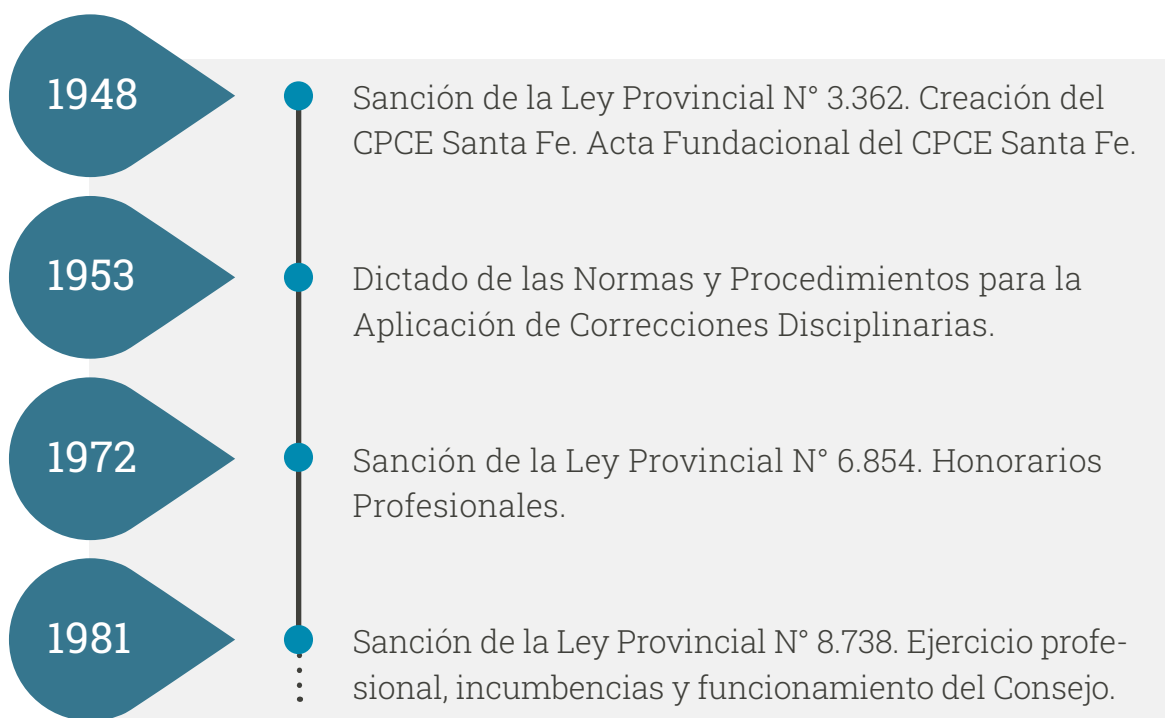 1948
Sanción de la Ley Provincial N° 3.362. Creación del
CPCE Santa Fe. Acta Fundacional del CPCE Santa Fe.
1953
Dictado de las Normas y Procedimientos para la
Aplicación de Correcciones Disciplinarias.
1972
Sanción de la Ley Provincial N° 6.854. Honorarios
Profesionales.
1981
Sanción de la Ley Provincial N° 8.738. Ejercicio profe-
sional, incumbencias y funcionamiento del Consejo.